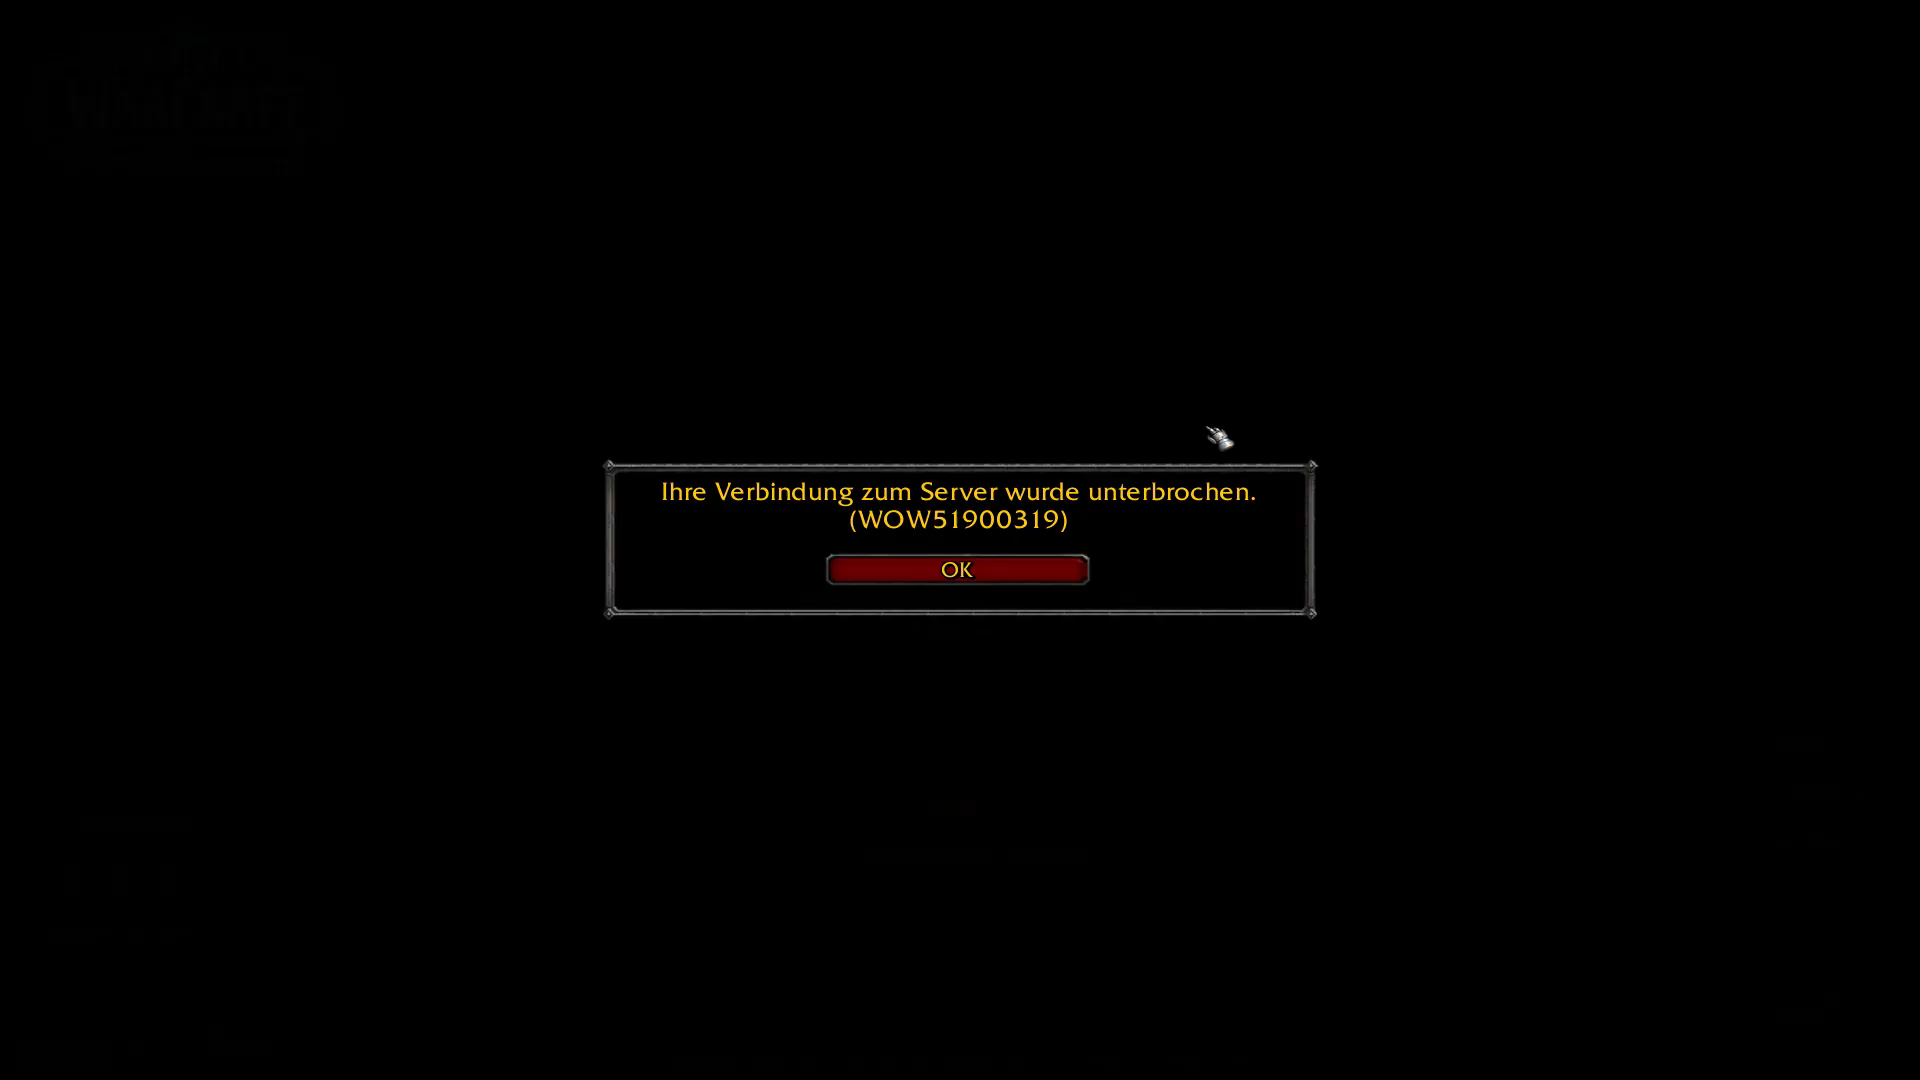 Ihre Verbindung zum Server wurde unterbrochen.
(WOW51900319)
OK